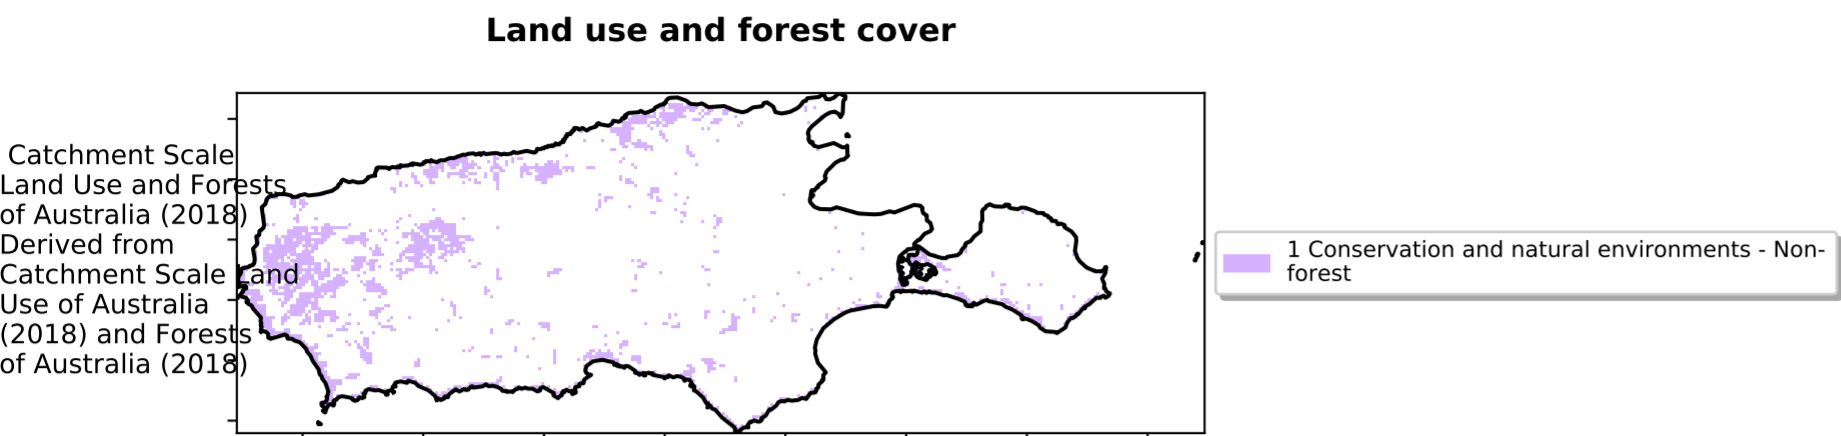 Land use and forest cover
Catchment Scale
Land Use and Forests
of Australia (2018)
Derived from
Catchment Scale Land
Use of Australia
(2018) and Forests
of Australia (2018)
1 Conservation and natural environments - Non-
forest